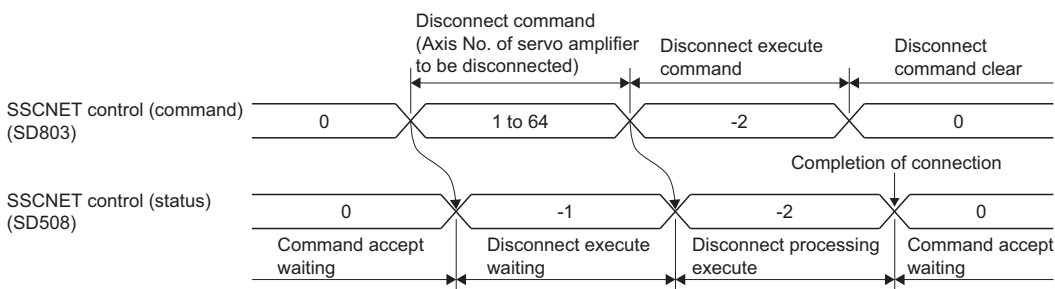 Disconnect command
(Axis No. of servo amplifier
to be disconnected)
Disconnect execute
command
Disconnect
command clear
SSCNET control (command)
(SD803)
0
1 to 64
-2
0
Completion of connection
SSCNET control (status)
(SD508)
0
-1
-2
0
Command accept
waiting
Disconnect execute
waiting
Disconnect processing
execute
Command accept
waiting